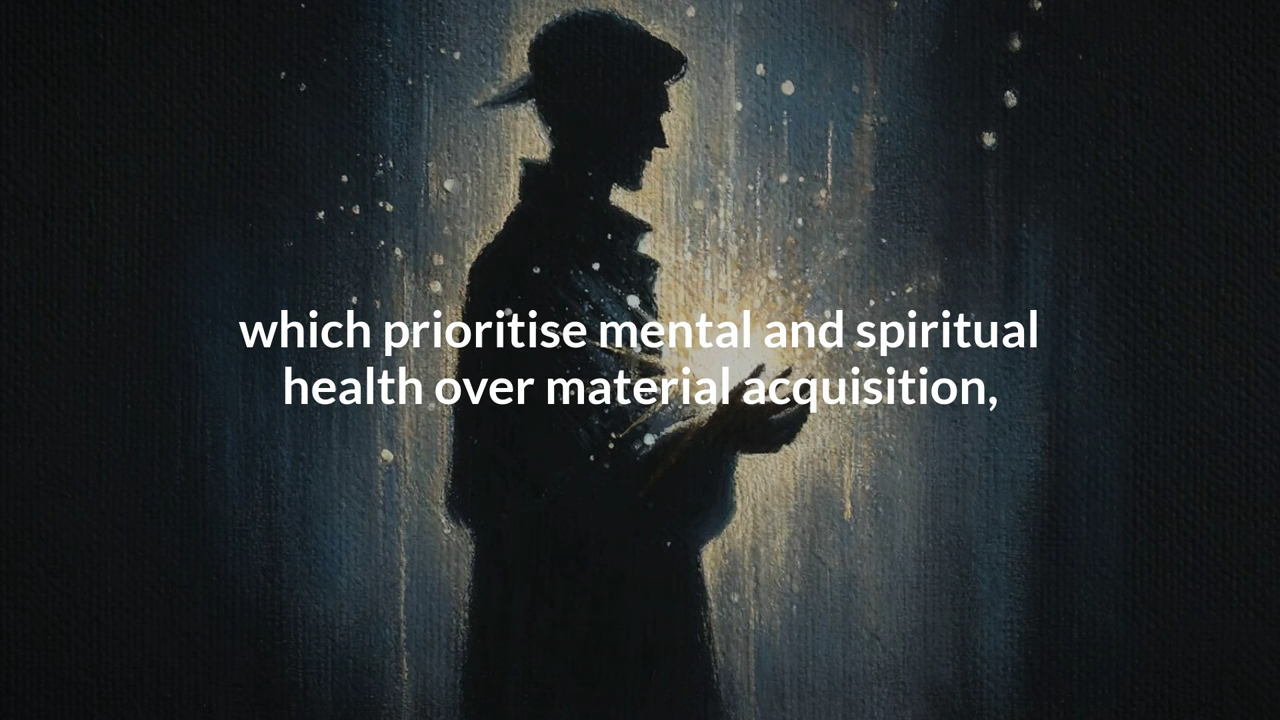 which prioritise mental and spiritual
health over material acquisition,